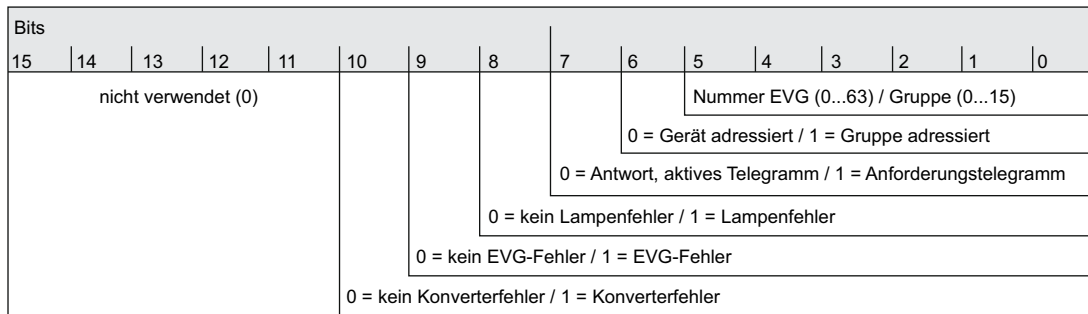 Bits
15 14 13 12 11 10 9 8 7 6 5 4 3 2 1 0
nicht verwendet (0) Nummer EVG (0...63) / Gruppe (0...15)
0 = Gerät adressiert / 1 = Gruppe adressiert
0 = Antwort, aktives Telegramm / 1 = Anforderungstelegramm
0 = kein Lampenfehler / 1 = Lampenfehler
0 = kein EVG-Fehler / 1 = EVG-Fehler
0 = kein Konverterfehler / 1 = Konverterfehler